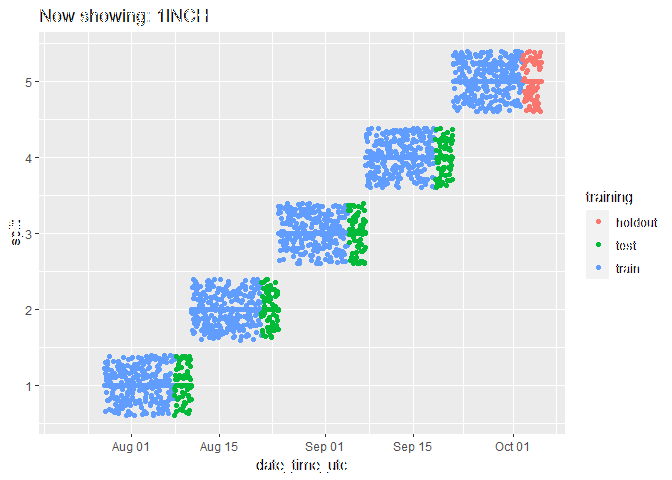 Now showing: 1INCH
5
4
3
2
1
split
Aug 01
Aug 15
Sep 01
Sep 15
Oct 01
date_time_utc
training
holdout
test
train